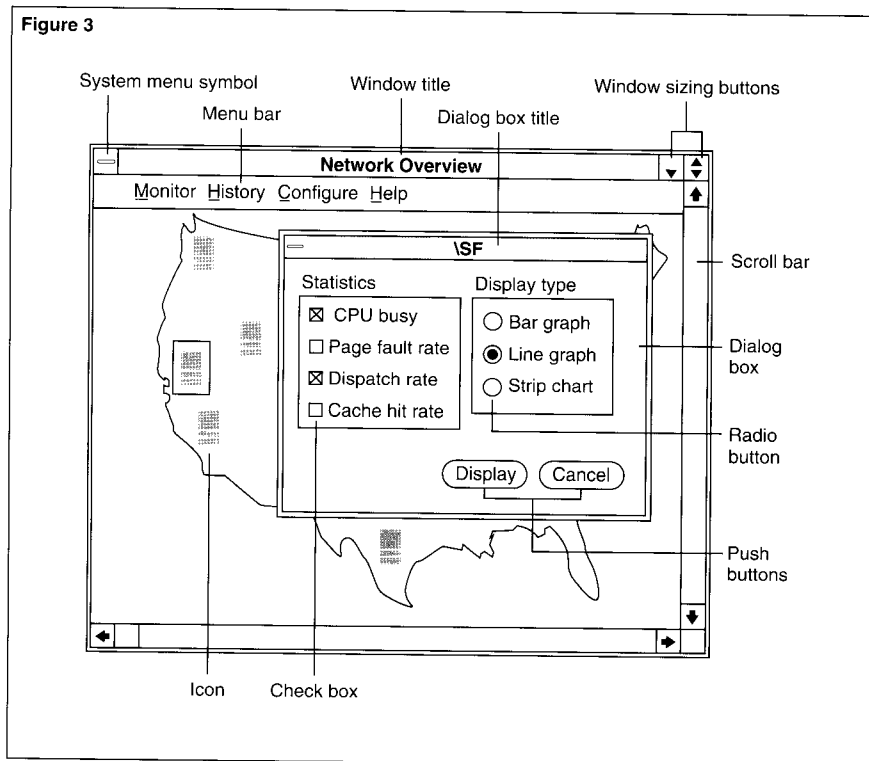 Figure 3
System menu symbol
Window title
Window sizing buttons
Menu bar
Dialog box title
Network Overview
Monitor History Configure Help
\SF
Scroll bar
Statistics
Display type
CPU busy
Page fault rate
Dispatch rate
Cache hit rate
Bar graph
Line graph
Strip chart
Dialog
box
Radio
button
Display
Cancel
Push
buttons
Icon
Check box